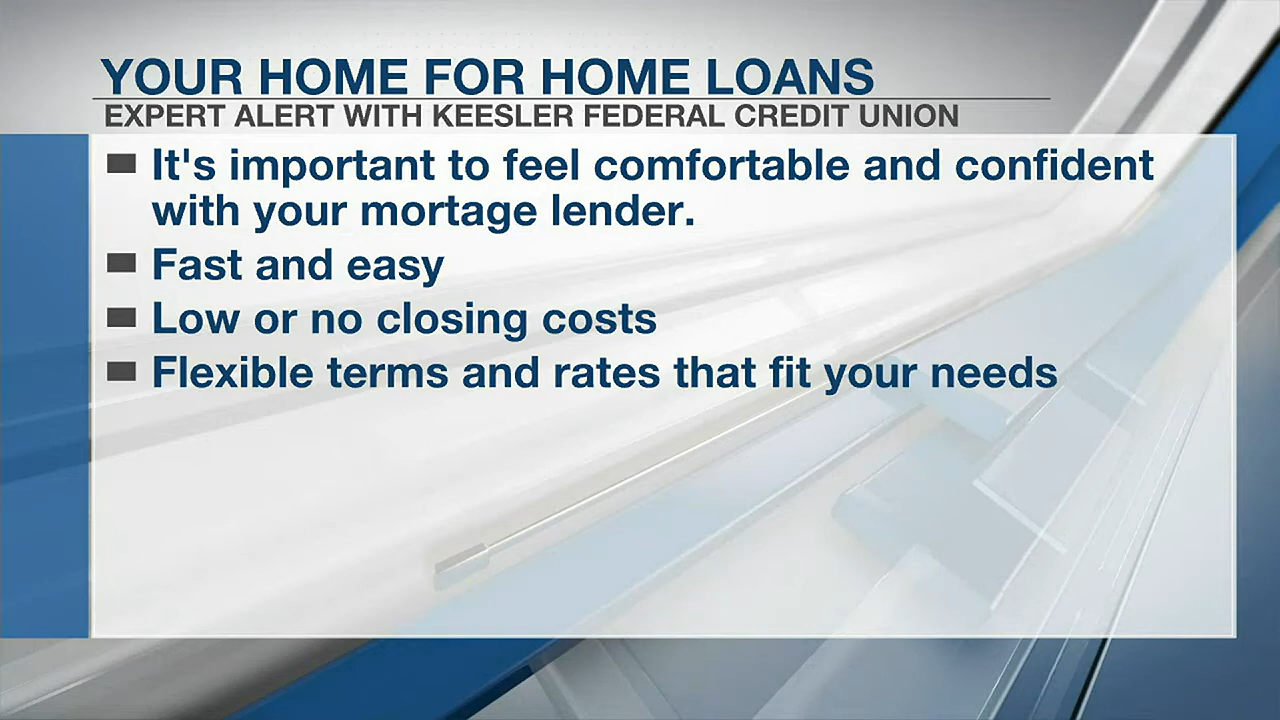 YOUR HOME FOR HOME LOANS
EXPERT ALERT WITH KEESLER FEDERAL CREDIT UNION
It's important to feel comfortable and confident
with your mortage lender.
Fast and easy
Low or no closing costs
Flexible terms and rates that fit your needs